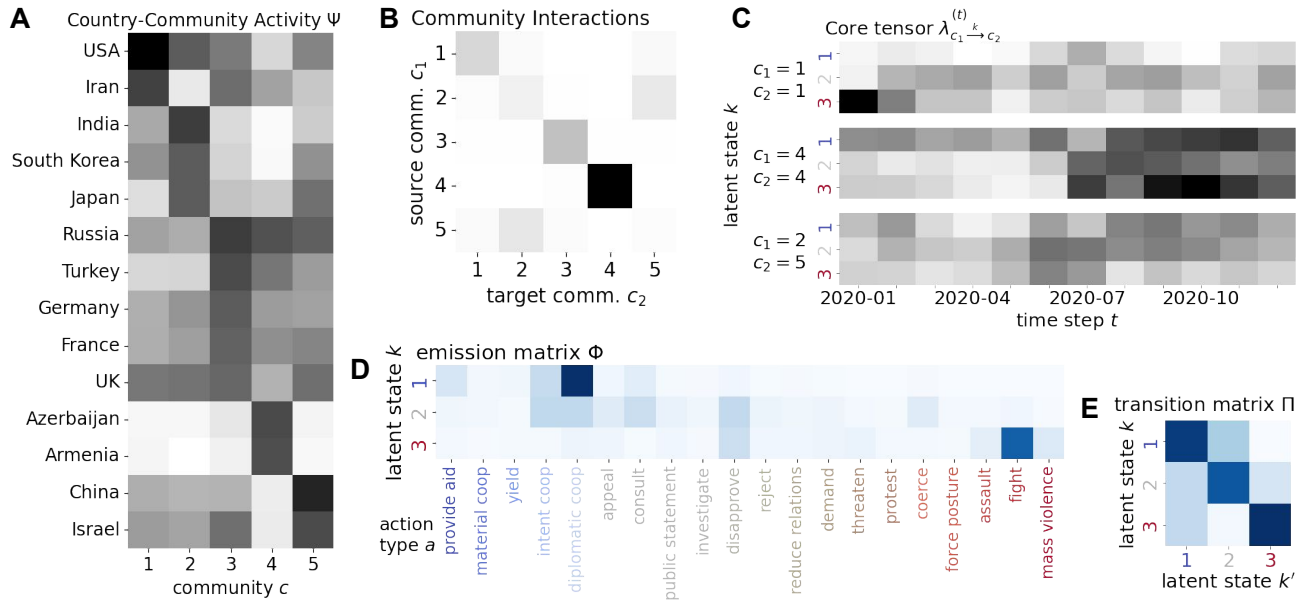 A
Country-Community Activity Ψ
USA
Iran
India
South Korea
Japan
Russia
Turkey
Germany
France
UK
Azerbaijan
Armenia
China
Israel
1 2 3 4 5
community c
B
Community Interactions
source comm. c₁
1
2
3
4
5
1 2 3 4 5
target comm. c₂
C
Core tensor λ^(t)_{c₁ →^k c₂}
latent state k
c₁ = 1
c₂ = 1
1
2
3
c₁ = 4
c₂ = 4
1
2
3
c₁ = 2
c₂ = 5
1
2
3
2020-01 2020-04 2020-07 2020-10
time step t
D
emission matrix Φ
latent state k
1
2
3
action
type a
provide aid
material coop
yield
intent coop
diplomatic coop
appeal
consult
public statement
investigate
disapprove
reject
reduce relations
demand
threaten
protest
coerce
force posture
assault
fight
mass violence
E
transition matrix Π
latent state k
1
2
3
1 2 3
latent state k′